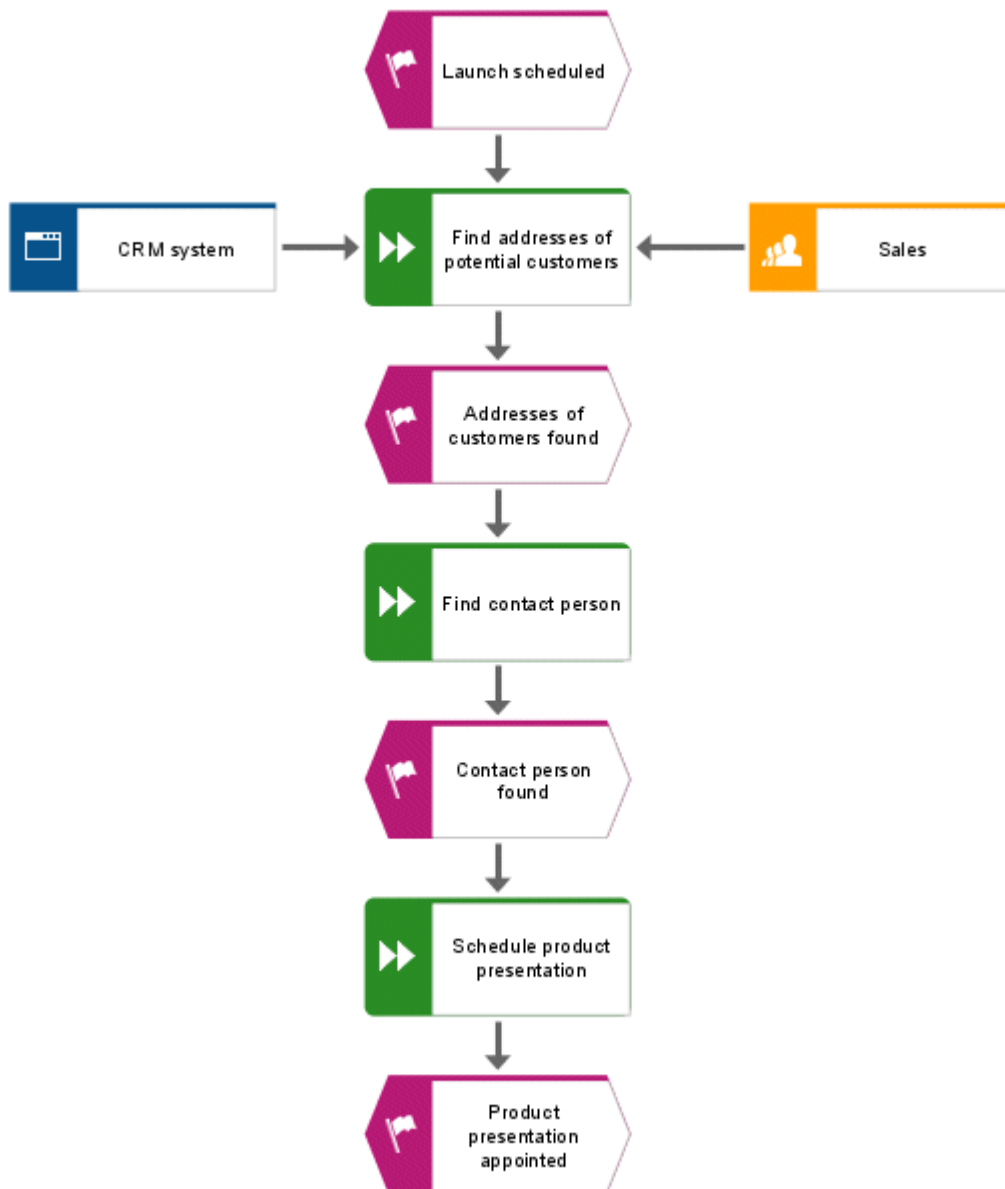 Launch scheduled
CRM system
Find addresses of
potential customers
Sales
Addresses of
customers found
Find contact person
Contact person
found
Schedule product
presentation
Product
presentation
appointed